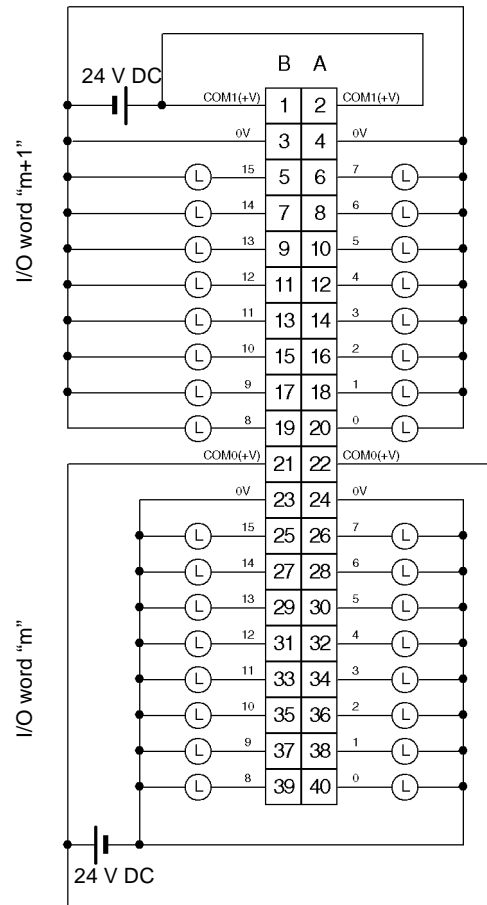 B A
24 V DC
COM1(+V) 1 2 COM1(+V)
0V 3 4 0V
L 15 5 6 7 L
L 14 7 8 6 L
L 13 9 10 5 L
L 12 11 12 4 L
L 11 13 14 3 L
L 10 15 16 2 L
L 9 17 18 1 L
L 8 19 20 0 L
I/O word “m+1”
COM0(+V) 21 22 COM0(+V)
0V 23 24 0V
L 15 25 26 7 L
L 14 27 28 6 L
L 13 29 30 5 L
L 12 31 32 4 L
L 11 33 34 3 L
L 10 35 36 2 L
L 9 37 38 1 L
L 8 39 40 0 L
I/O word “m”
24 V DC